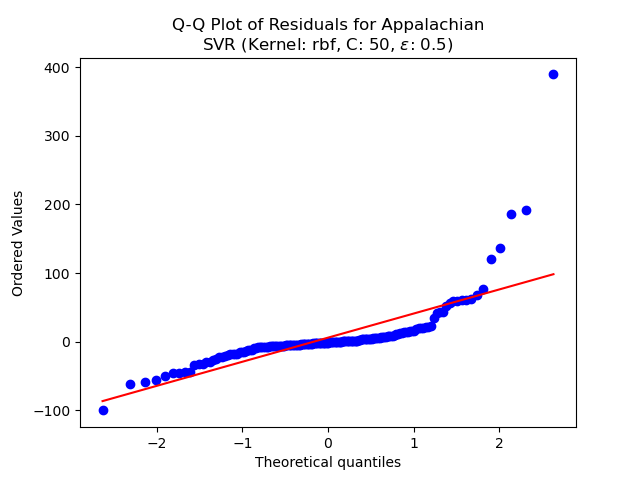 Q-Q Plot of Residuals for Appalachian
SVR (Kernel: rbf, C: 50, ε: 0.5)
400
300
200
100
0
−100
Ordered Values
−2
−1
0
1
2
Theoretical quantiles